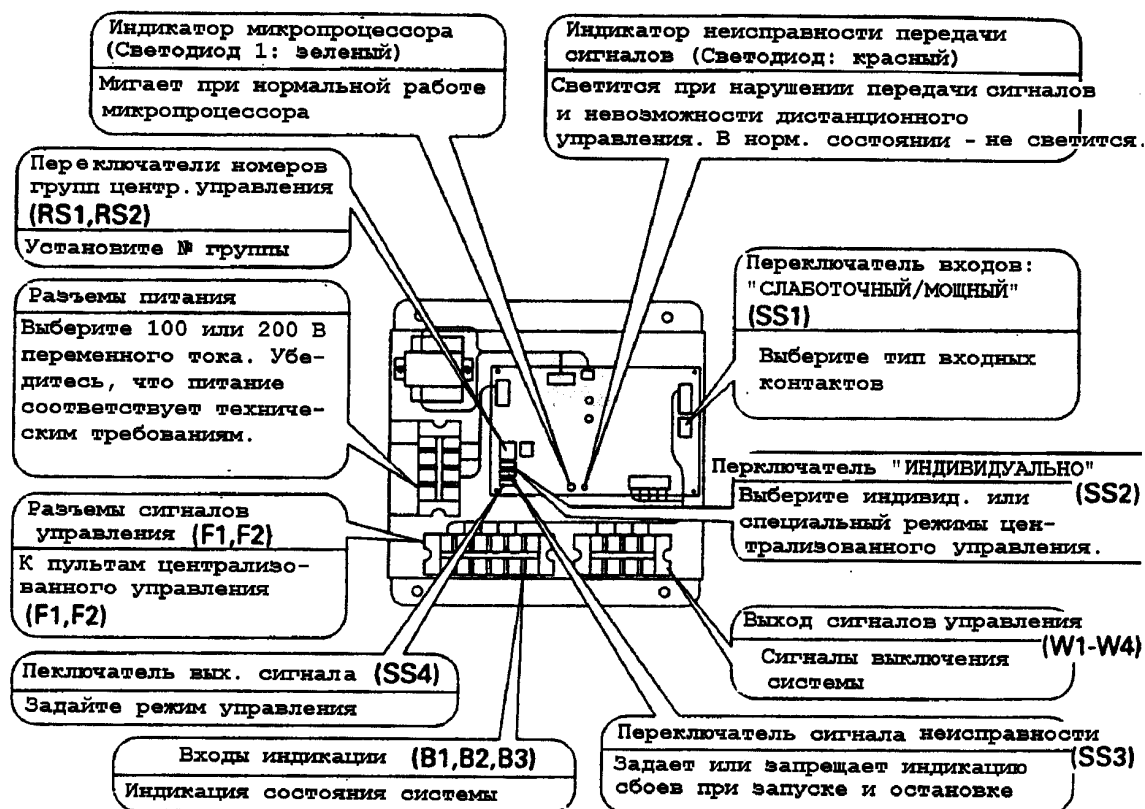 Индикатор микропроцессора
(Светодиод 1: зеленый)
Мигает при нормальной работе
микропроцессора
Индикатор неисправности передачи
сигналов (Светодиод: красный)
Светится при нарушении передачи сигналов
и невозможности дистанционного
управления. В норм. состоянии - не светится.
Переключатели номеров
групп центр. управления
(RS1,RS2)
Установите № группы
Разъемы питания
Выберите 100 или 200 В
переменного тока. Убе-
дитесь, что питание
соответствует техниче-
ским требованиям.
Переключатель входов:
"СЛАБОТОЧНЫЙ/МОЩНЫЙ"
(SS1)
Выберите тип входных
контактов
Перключатель "ИНДИВИДУАЛЬНО"
(SS2)
Выберите индивид. или
специальный режимы цен-
трализованного управления.
Разъемы сигналов
управления (F1,F2)
К пультам централизо-
ванного управления
(F1,F2)
Выход сигналов управления
(W1-W4)
Сигналы выключения
системы
Пеключатель вых. сигнала (SS4)
Задайте режим управления
Входы индикации (B1,B2,B3)
Индикация состояния системы
Переключатель сигнала неисправности
(SS3)
Задает или запрещает индикацию
сбоев при запуске и остановке